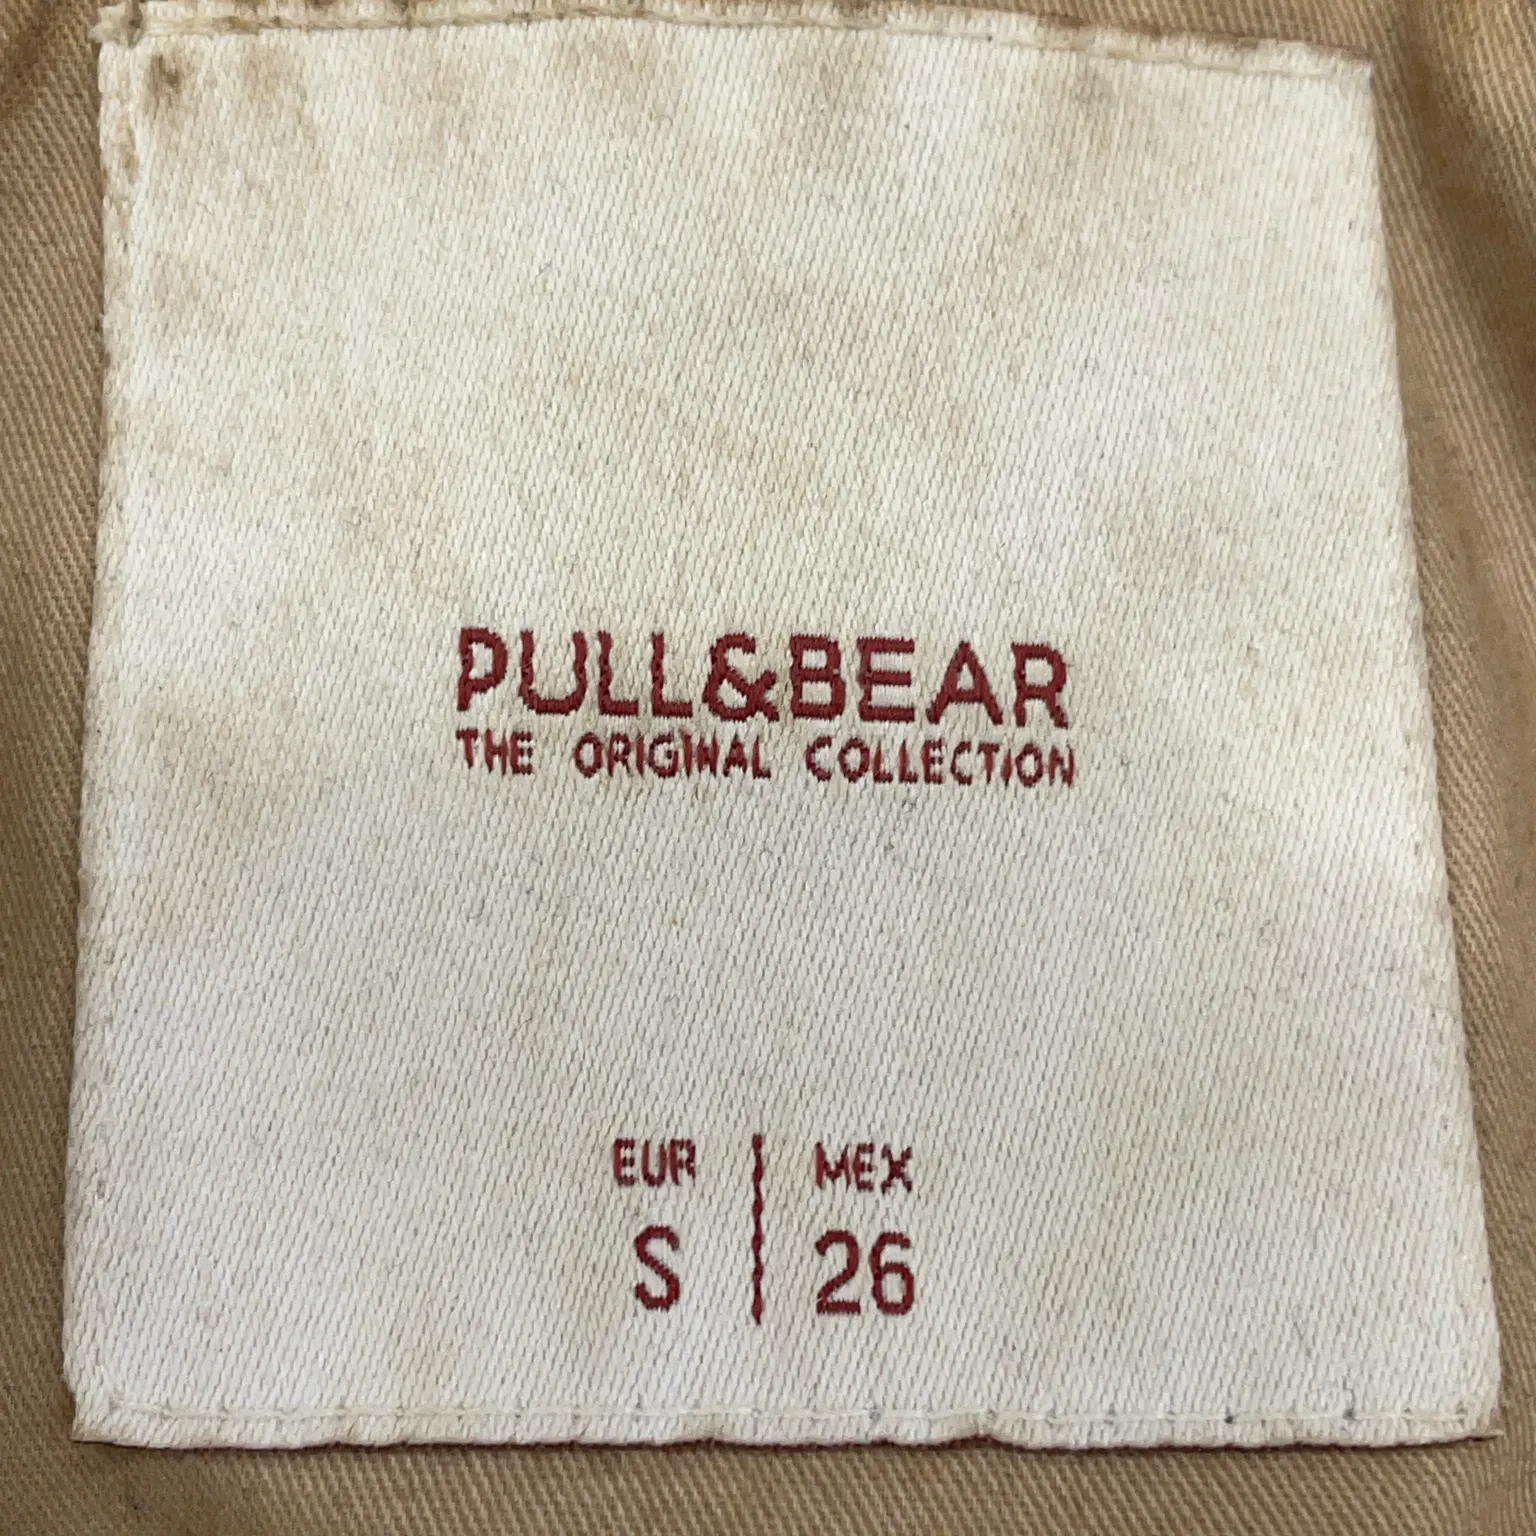 PULL&BEAR
THE ORIGINAL COLLECTION
EUR | MEX
S | 26